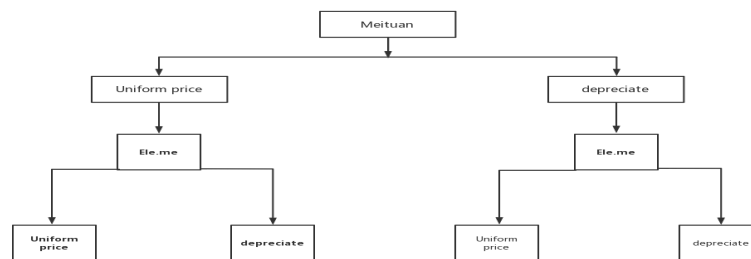 Meituan
Uniform price
depreciate
Ele.me
Ele.me
Uniform
price
depreciate
Uniform
price
depreciate